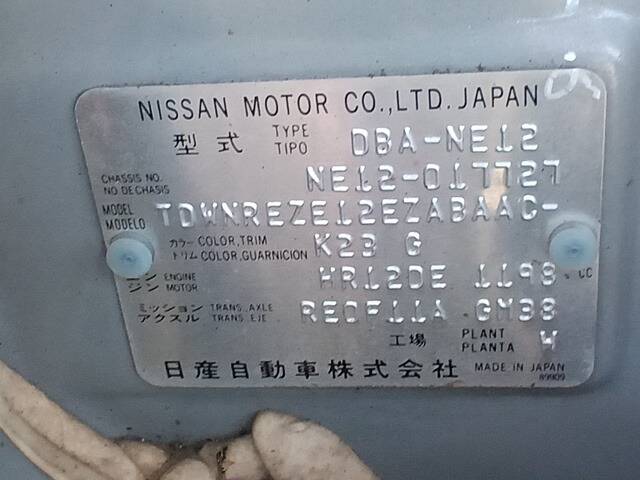 NISSAN MOTOR CO., LTD. JAPAN
型式 TYPE TIPO DBA-NE12
CHASSIS NO. NO DE CHASIS NE12-017727
MODEL MODELO TDWNREZE12EZABAAC-
カラー COLOR, TRIM トリム COLOR, GUARNICION K23 G
ENGINE ジン MOTOR HR12DE 1198 CC
ミッション TRANS. AXLE アクスル TRANS. EJE RE0F11A GM38
工場 PLANT PLANTA W
日産自動車株式会社 MADE IN JAPAN
89909